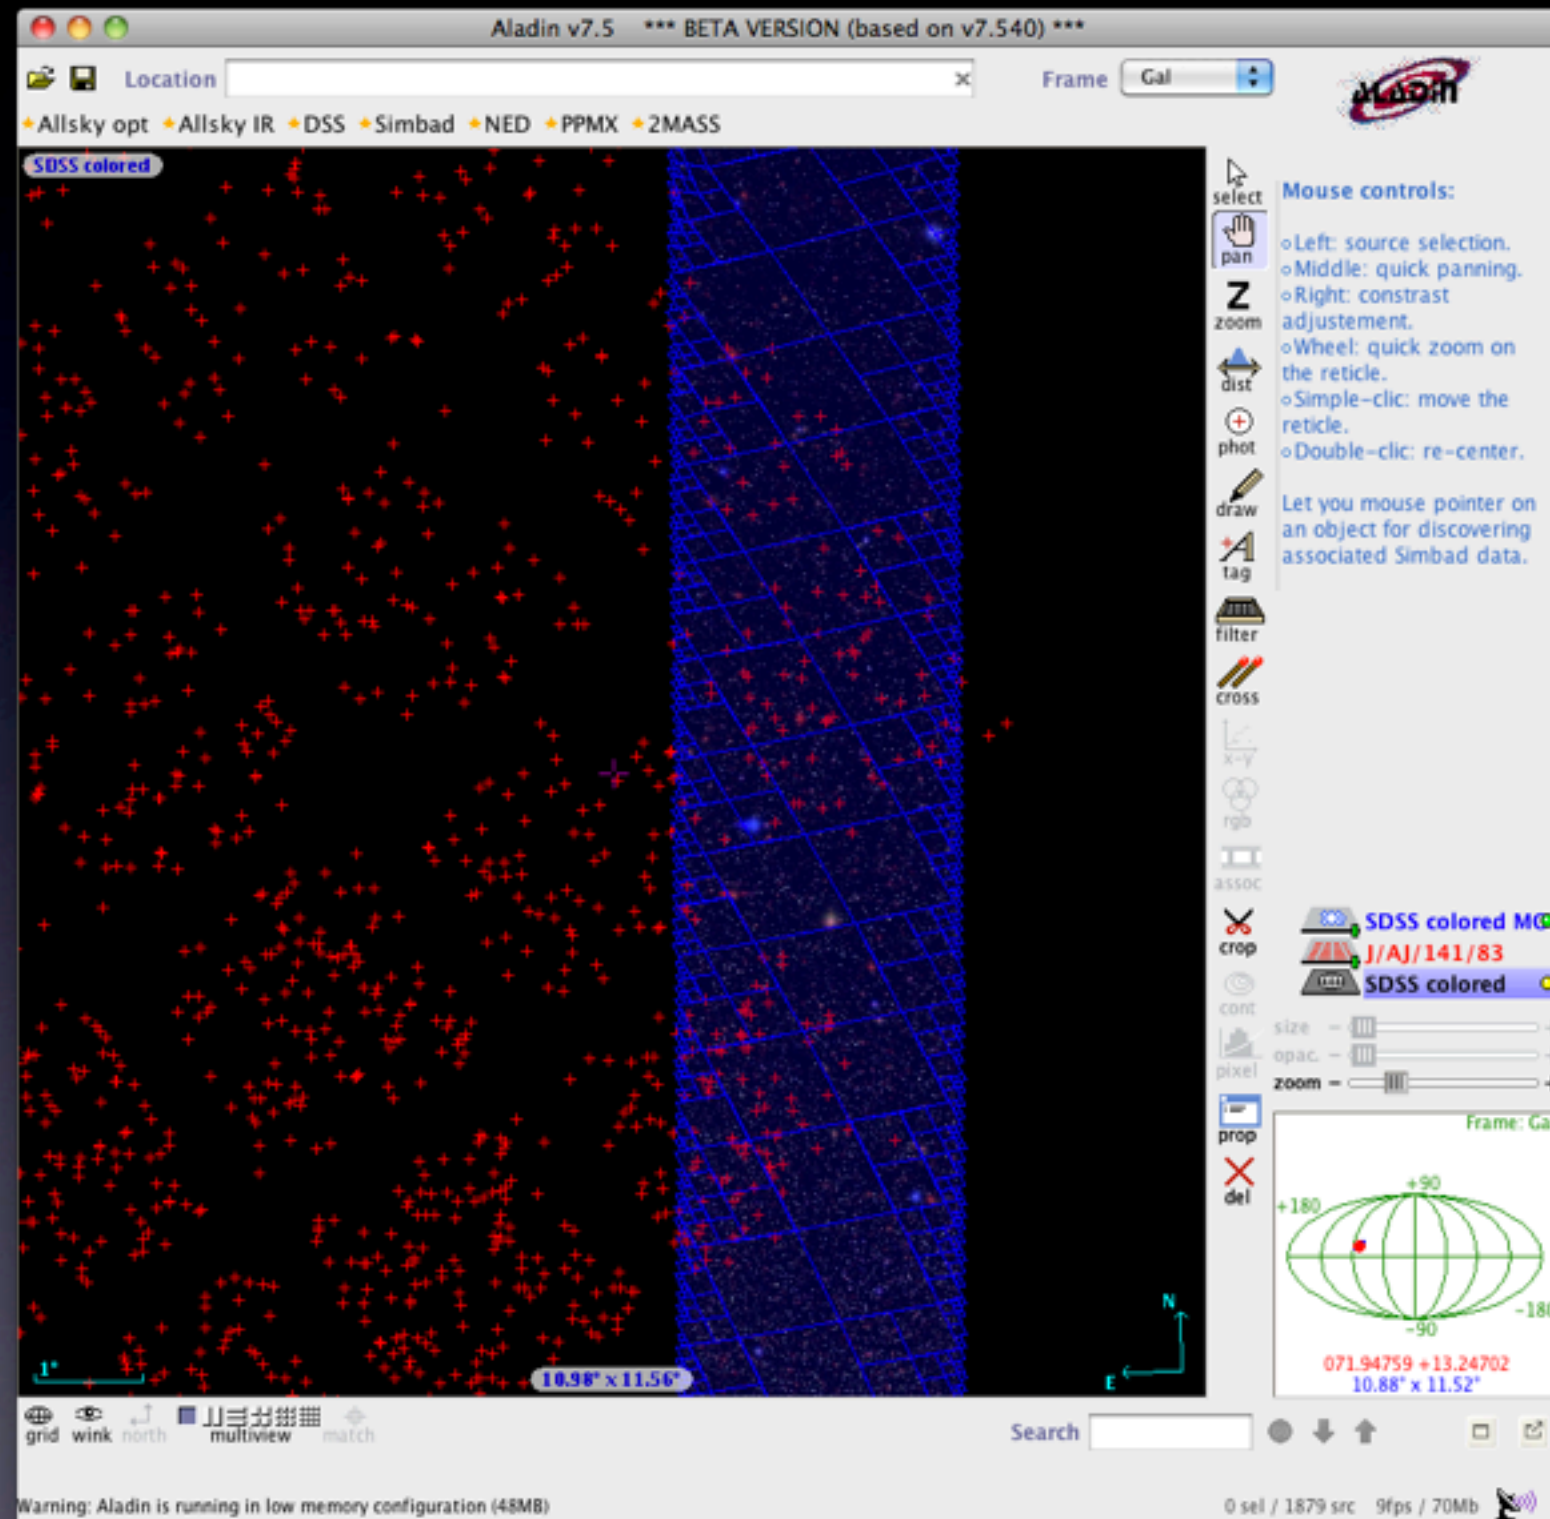 Aladin v7.5 *** BETA VERSION (based on v7.540) ***
Location
Frame Gal
ALADIN
Allsky opt Allsky IR DSS Simbad NED PPMX 2MASS
SDSS colored
select
pan
zoom
dist
phot
draw
tag
filter
cross
x-y
rgb
assoc
crop
cont
pixel
prop
del
Mouse controls:
Left: source selection.
Middle: quick panning.
Right: constrast
adjustement.
Wheel: quick zoom on
the reticle.
Simple-clic: move the
reticle.
Double-clic: re-center.
Let you mouse pointer on
an object for discovering
associated Simbad data.
SDSS colored MO
J/AJ/141/83
SDSS colored
size
opac.
zoom
Frame: Ga
+90
+180
-180
-90
071.94759 +13.24702
10.88° x 11.52°
N
E
1°
10.98° x 11.56°
grid wink north multiview match
Search
Warning: Aladin is running in low memory configuration (48MB)
0 sel / 1879 src 9fps / 70Mb